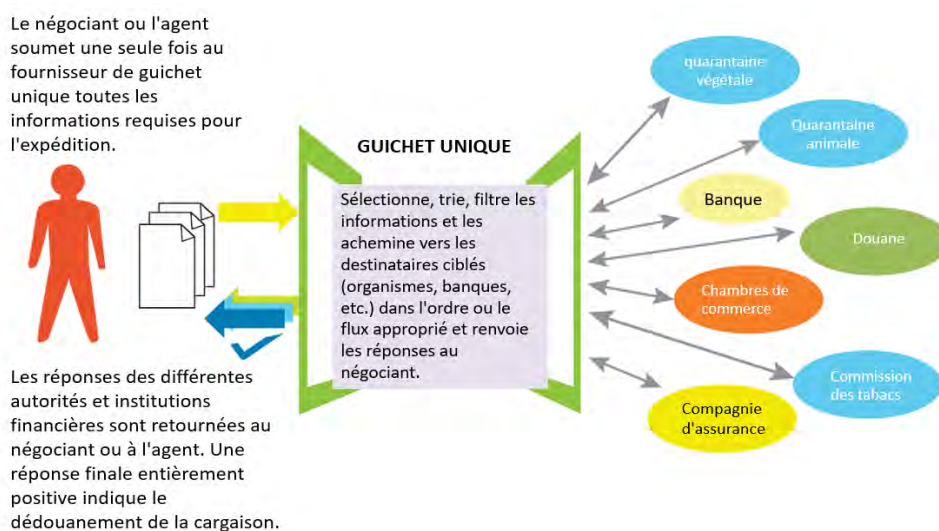 Le négociant ou l'agent
soumet une seule fois au
fournisseur de guichet
unique toutes les
informations requises pour
l'expédition.
GUICHET UNIQUE
Sélectionne, trie, filtre les
informations et les
achemine vers les
destinataires ciblés
(organismes, banques,
etc.) dans l'ordre ou le
flux approprié et renvoie
les réponses au
négociant.
Les réponses des différentes
autorités et institutions
financières sont retournées au
négociant ou à l'agent. Une
réponse finale entièrement
positive indique le
dédouanement de la cargaison.
quarantaine
végétale
Quarantaine
animale
Banque
Douane
Chambres de
commerce
Commission
des tabacs
Compagnie
d'assurance